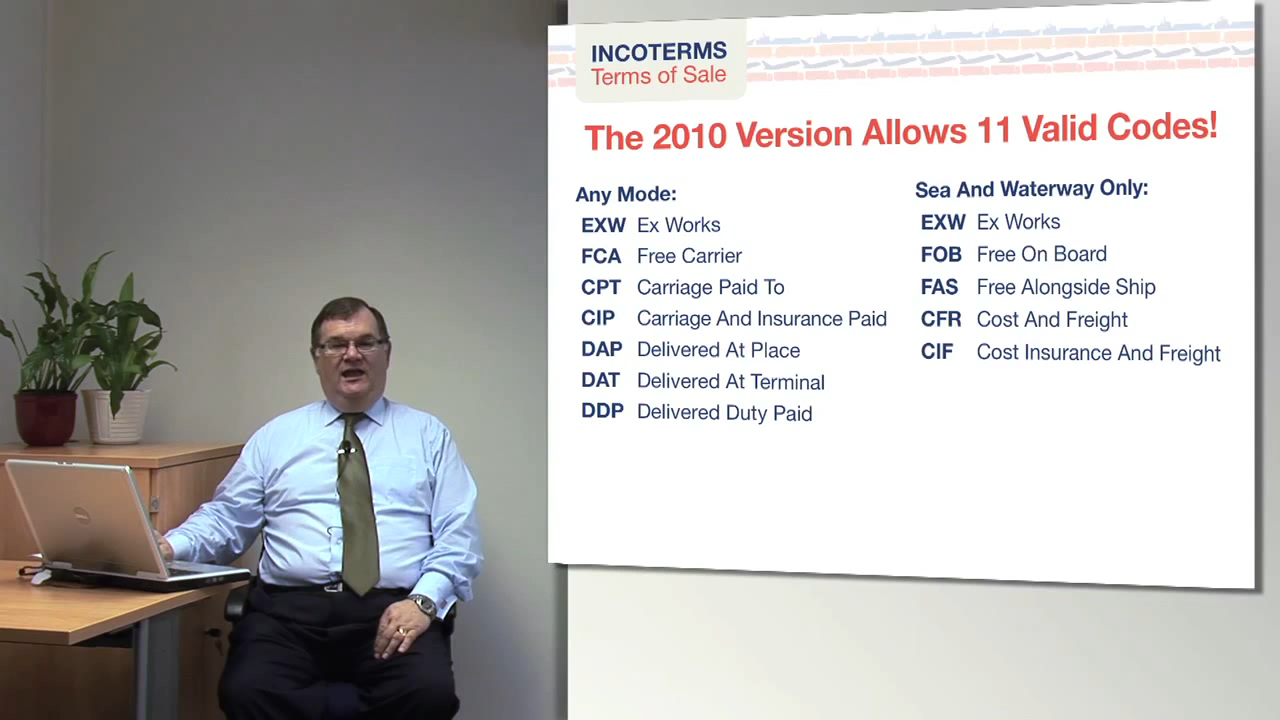 INCOTERMS
Terms of Sale
The 2010 Version Allows 11 Valid Codes!
Any Mode:
EXW Ex Works
FCA Free Carrier
CPT Carriage Paid To
CIP Carriage And Insurance Paid
DAP Delivered At Place
DAT Delivered At Terminal
DDP Delivered Duty Paid
Sea And Waterway Only:
EXW Ex Works
FOB Free On Board
FAS Free Alongside Ship
CFR Cost And Freight
CIF Cost Insurance And Freight